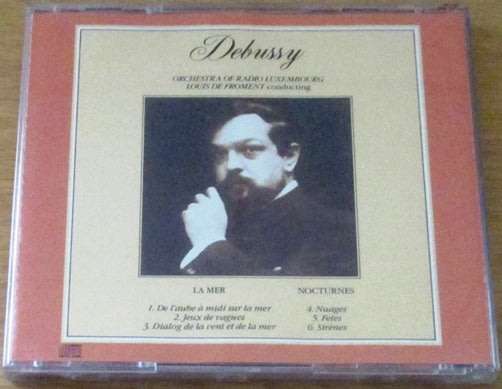 Debussy
ORCHESTRA OF RADIO LUXEMBOURG
LOUIS DE FROMENT conducting
LA MER
1. De l'aube à midi sur la mer
2. Jeux de vagues
3. Dialog de la vent et de la mer
NOCTURNES
4. Nuages
5. Fetes
6. Sirènes